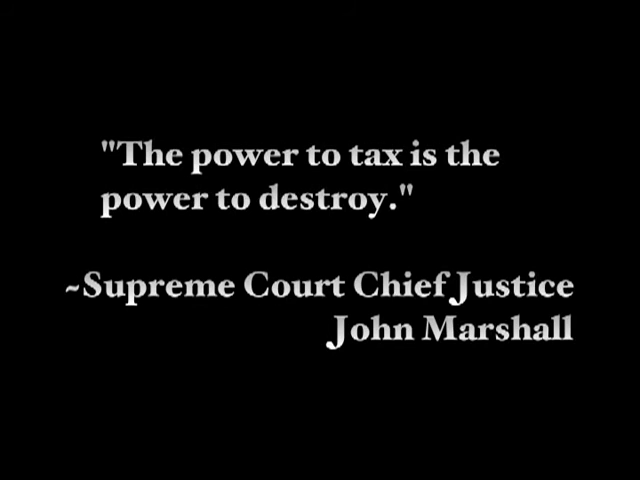 "The power to tax is the
power to destroy."
~Supreme Court Chief Justice
John Marshall